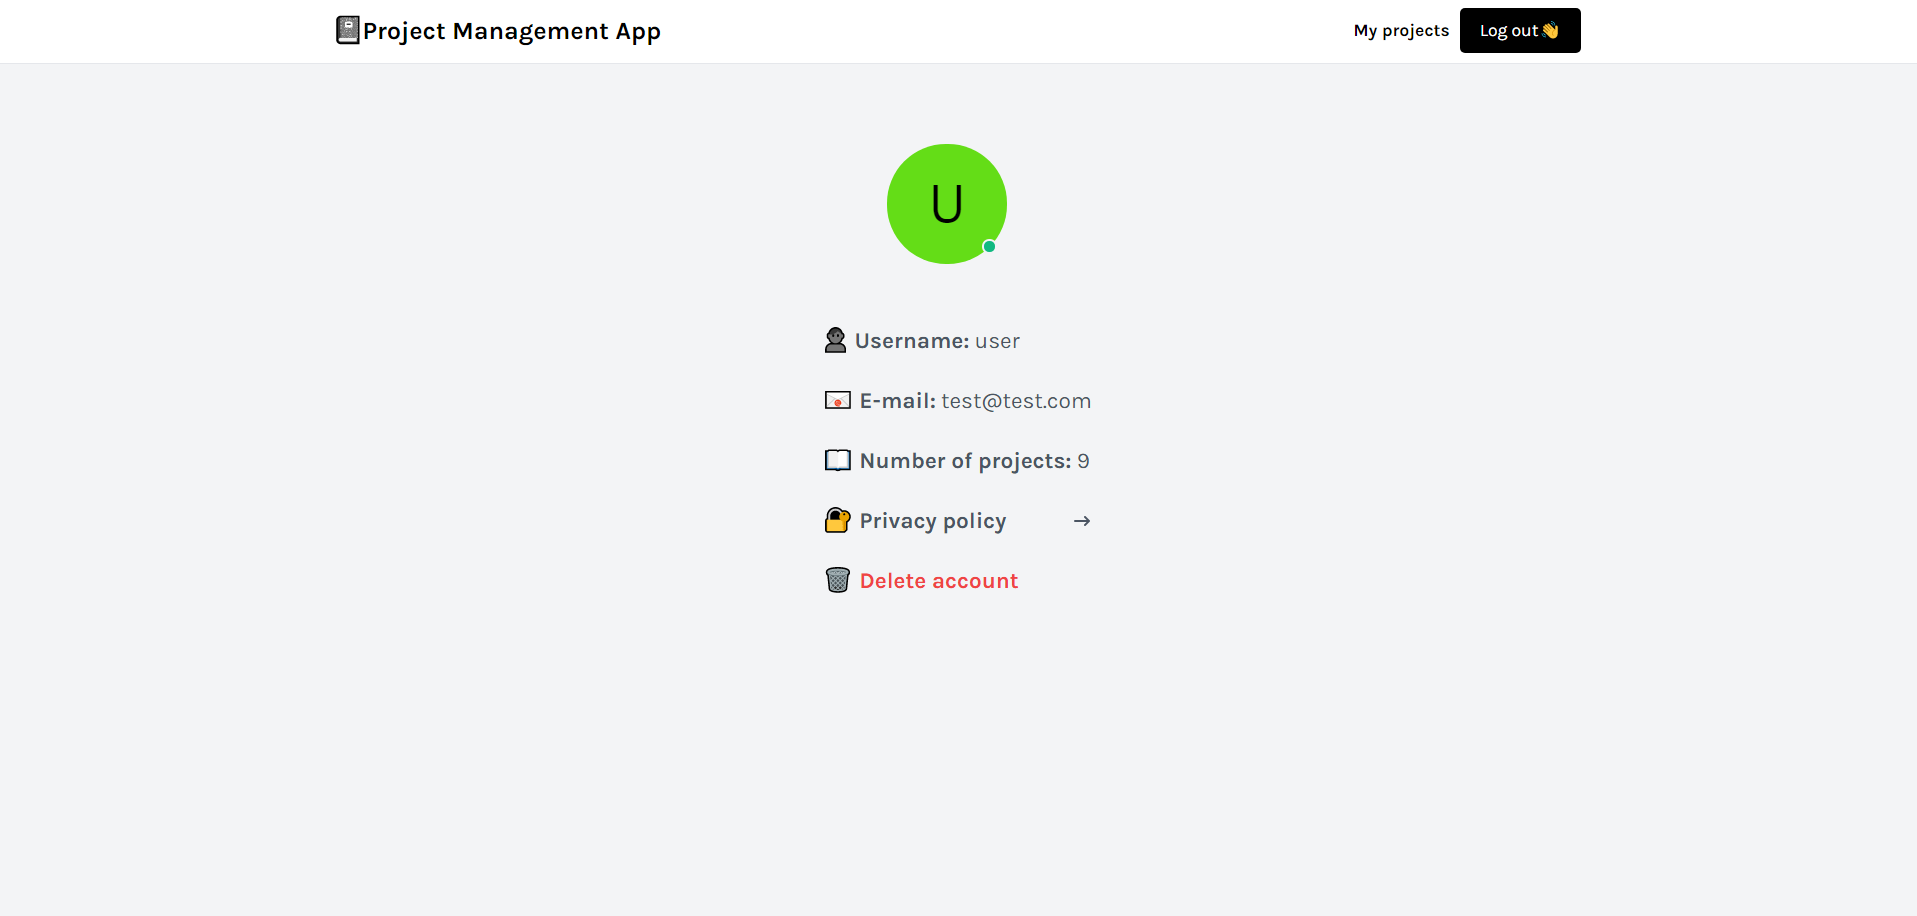 Project Management App
My projects
Log out
U
Username: user
E-mail: test@test.com
Number of projects: 9
Privacy policy →
Delete account